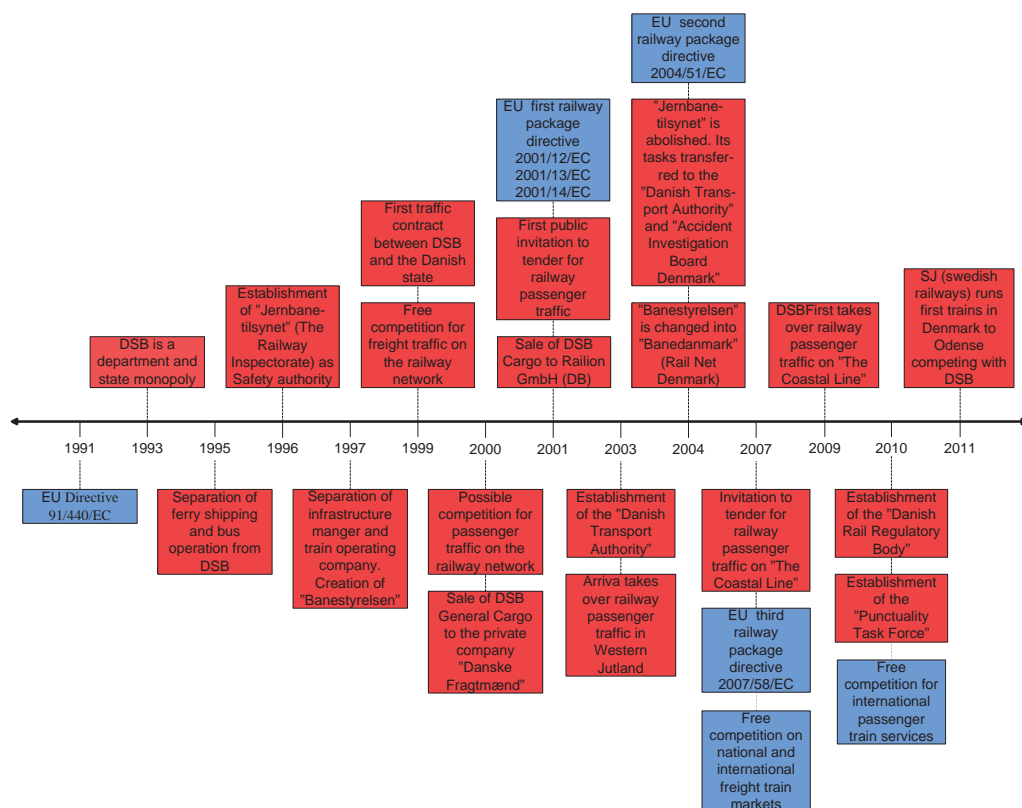 EU second
railway package
directive
2004/51/EC
EU first railway
package
directive
2001/12/EC
2001/13/EC
2001/14/EC
"Jernbane-
tilsynet" is
abolished. Its
tasks transfer-
red to the
"Danish Trans-
port Authority"
and "Accident
Investigation
Board
Denmark"
First traffic
contract
between DSB
and the Danish
state
First public
invitation to
tender for
railway
passenger
traffic
DSB is a
department and
state monopoly
Establishment
of "Jernbane-
tilsynet" (The
Railway
Inspectorate) as
Safety authority
Free
competition for
freight traffic on
the railway
network
Sale of DSB
Cargo to Railion
GmbH (DB)
"Banestyrelsen"
is changed into
"Banedanmark"
(Rail Net
Denmark)
DSBFirst takes
over railway
passenger
traffic on "The
Coastal Line"
SJ (swedish
railways) runs
first trains in
Denmark to
Odense
competing with
DSB
1991 1993 1995 1996 1997 1999 2000 2001 2003 2004 2007 2009 2010 2011
EU Directive
91/440/EC
Separation of
ferry shipping
and bus
operation from
DSB
Separation of
infrastructure
manger and
train operating
company.
Creation of
"Banestyrelsen"
Possible
competition for
passenger
traffic on the
railway network
Sale of DSB
General Cargo
to the private
company
"Danske
Fragtmænd"
Establishment
of the "Danish
Transport
Authority"
Arriva takes
over railway
passenger
traffic in
Western
Jutland
Invitation to
tender for
railway
passenger
traffic on "The
Coastal Line"
EU third
railway
package
directive
2007/58/EC
Free
competition on
national and
international
freight train
markets
Establishment
of the "Danish
Rail Regulatory
Body"
Establishment
of the
"Punctuality
Task Force"
Free
competition for
international
passenger
train services